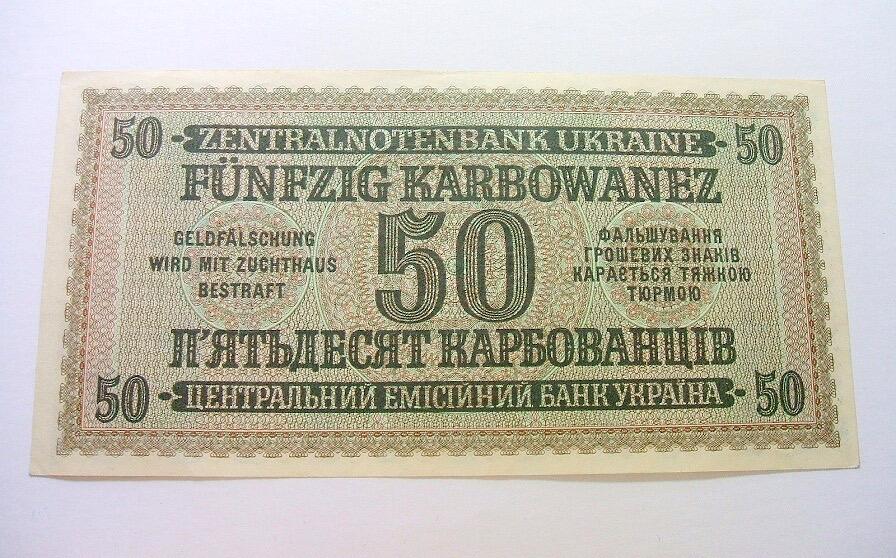 50 ZENTRALNOTENBANK UKRAINE 50
FÜNFZIG KARBOWANEZ
GELDFÄLSCHUNG
WIRD MIT ZUCHTHAUS
BESTRAFT
50
ФАЛЬШУВАННЯ
ГРОШЕВИХ ЗНАКІВ
КАРАЄТЬСЯ ТЯЖКОЮ
ТЮРМОЮ
П'ЯТЬДЕСЯТ КАРБОВАНЦІВ
50 ЦЕНТРАЛЬНИЙ ЕМІСІЙНИЙ БАНК УКРАЇНА 50